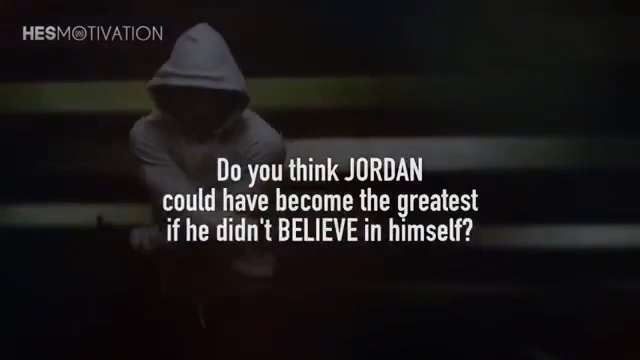 HESMOTIVATION
Do you think JORDAN
could have become the greatest
if he didn't BELIEVE in himself?